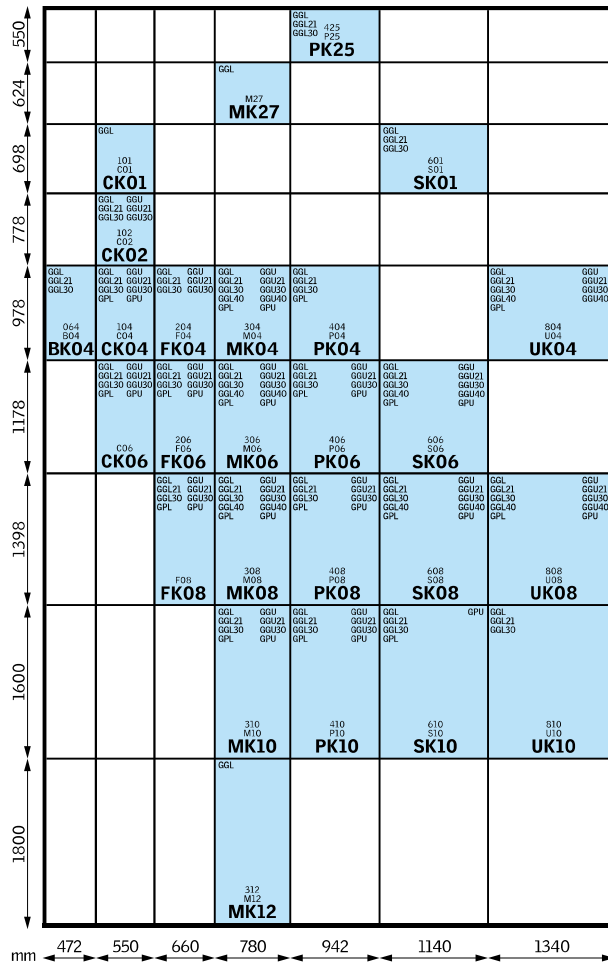 550
GGL
GGL21
GGL30
425
P25
PK25
624
GGL
M27
MK27
698
GGL
101
C01
CK01
GGL
GGL21
GGL30
601
S01
SK01
778
GGL GGU
GGL21 GGU21
GGL30 GGU30
102
C02
CK02
978
GGL
GGL21
GGL30
064
B04
BK04
GGL GGU
GGL21 GGU21
GGL30 GGU30
GPL GPU
104
C04
CK04
GGL GGU
GGL21 GGU21
GGL30 GGU30
204
F04
FK04
GGL GGU
GGL21 GGU21
GGL30 GGU30
GGL40 GGU40
GPL GPU
304
M04
MK04
GGL
GGL21
GGL30
GPL
404
P04
PK04
GGL GGU
GGL21 GGU21
GGL30 GGU30
GGL40 GGU40
GPL
804
U04
UK04
1178
GGL GGU
GGL21 GGU21
GGL30 GGU30
GPL GPU
C06
CK06
GGL GGU
GGL21 GGU21
GGL30 GGU30
GPL GPU
206
F06
FK06
GGL GGU
GGL21 GGU21
GGL30 GGU30
GGL40 GGU40
GPL GPU
306
M06
MK06
GGL GGU
GGL21 GGU21
GGL30 GGU30
GPL GPU
406
P06
PK06
GGL GGU
GGL21 GGU21
GGL30 GGU30
GGL40 GGU40
GPL GPU
606
S06
SK06
1398
GGL GGU
GGL21 GGU21
GGL30 GGU30
GPL GPU
F08
FK08
GGL GGU
GGL21 GGU21
GGL30 GGU30
GGL40 GGU40
GPL GPU
308
M08
MK08
GGL GGU
GGL21 GGU21
GGL30 GGU30
GPL GPU
408
P08
PK08
GGL GGU
GGL21 GGU21
GGL30 GGU30
GGL40 GGU40
GPL GPU
608
S08
SK08
GGL GGU
GGL21 GGU21
GGL30 GGU30
GGL40 GGU40
GPL GPU
808
U08
UK08
1600
GGL GGU
GGL21 GGU21
GGL30 GGU30
GPL GPU
310
M10
MK10
GGL GGU
GGL21 GGU21
GGL30 GGU30
GPL GPU
410
P10
PK10
GGL GPU
GGL21
GGL30
GPL
610
S10
SK10
GGL
GGL21
GGL30
810
U10
UK10
1800
GGL
312
M12
MK12
mm 472 550 660 780 942 1140 1340